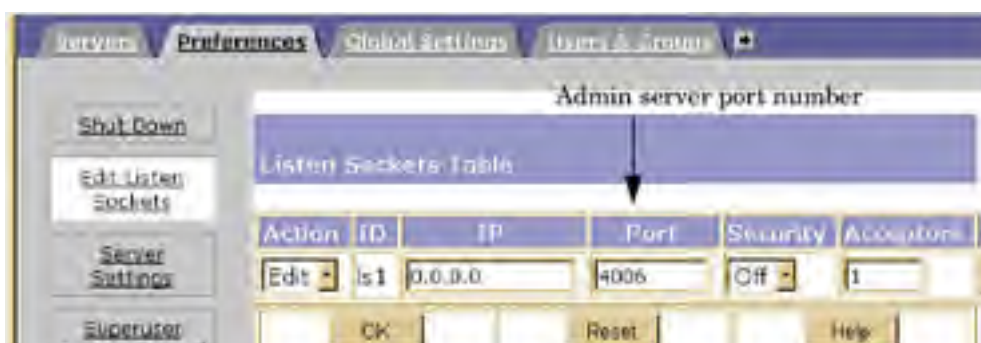 Servers Preferences Global Settings Users & Groups
Admin server port number
Shut Down
Edit Listen
Sockets
Listen Sockets Table
Action ID IP Port Security Acceptors
Server
Settings
Edit ls1 0.0.0.0 4006 Off 1
Superuser
OK Reset Help